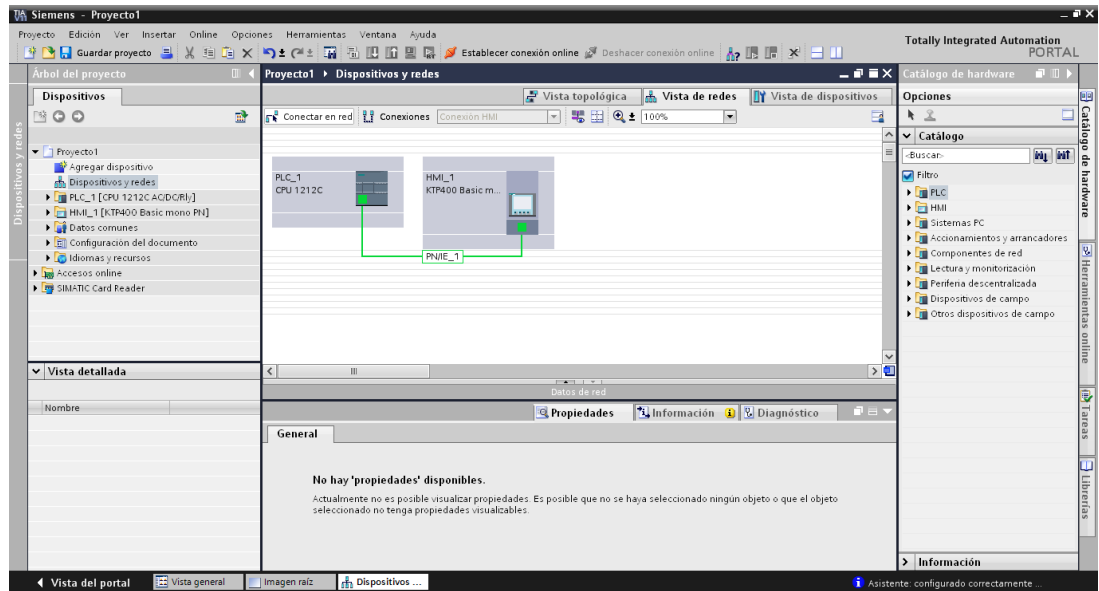 Siemens - Proyecto1
Proyecto Edición Ver Insertar Online Opciones Herramientas Ventana Ayuda
Guardar proyecto
Establecer conexión online
Deshacer conexión online
Totally Integrated Automation
PORTAL
Árbol del proyecto
Dispositivos
Dispositivos y redes
Proyecto1
Agregar dispositivo
Dispositivos y redes
PLC_1 [CPU 1212C AC/DC/Rly]
HMI_1 [KTP400 Basic mono PN]
Datos comunes
Configuración del documento
Idiomas y recursos
Accesos online
SIMATIC Card Reader
Vista detallada
Nombre
Proyecto1 ▸ Dispositivos y redes
Vista topológica
Vista de redes
Vista de dispositivos
Conectar en red
Conexiones
Conexión HMI
100%
PLC_1
CPU 1212C
HMI_1
KTP400 Basic m...
PN/IE_1
Datos de red
Propiedades
Información
Diagnóstico
General
No hay 'propiedades' disponibles.
Actualmente no es posible visualizar propiedades. Es posible que no se haya seleccionado ningún objeto o que el objeto
seleccionado no tenga propiedades visualizables.
Catálogo de hardware
Opciones
Catálogo
<Buscar>
Filtro
PLC
HMI
Sistemas PC
Accionamientos y arrancadores
Componentes de red
Lectura y monitorización
Periferia descentralizada
Dispositivos de campo
Otros dispositivos de campo
Información
Catálogo de hardware
Herramientas online
Tareas
Librerías
Vista del portal
Vista general
Imagen raíz
Dispositivos ...
Asistente: configurado correctamente ...